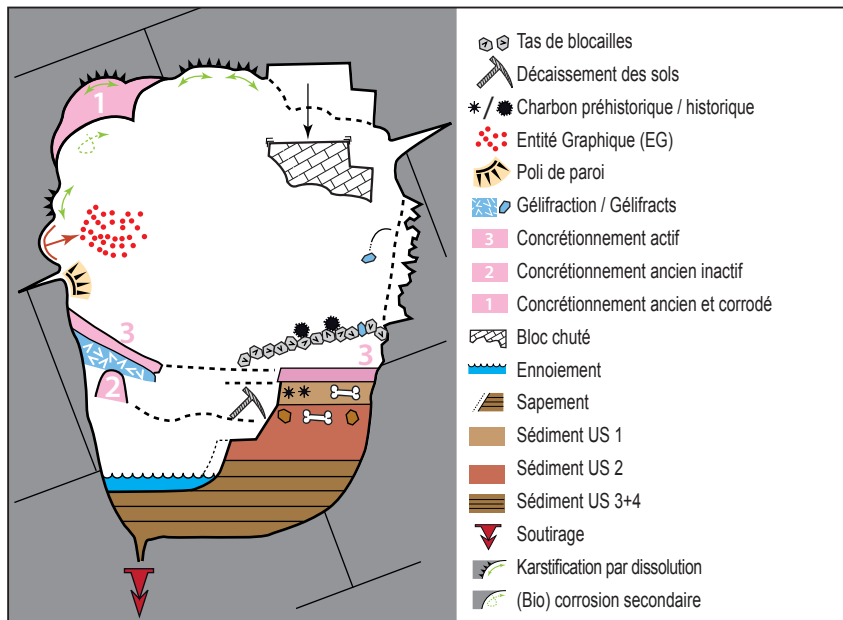 1
3
2
3
Tas de blocailles
Décaissement des sols
/ Charbon préhistorique / historique
Entité Graphique (EG)
Poli de paroi
Gélifraction / Gélifracts
3 Concrétionnement actif
2 Concrétionnement ancien inactif
1 Concrétionnement ancien et corrodé
Bloc chuté
Ennoiement
Sapement
Sédiment US 1
Sédiment US 2
Sédiment US 3+4
Soutirage
Karstification par dissolution
(Bio) corrosion secondaire